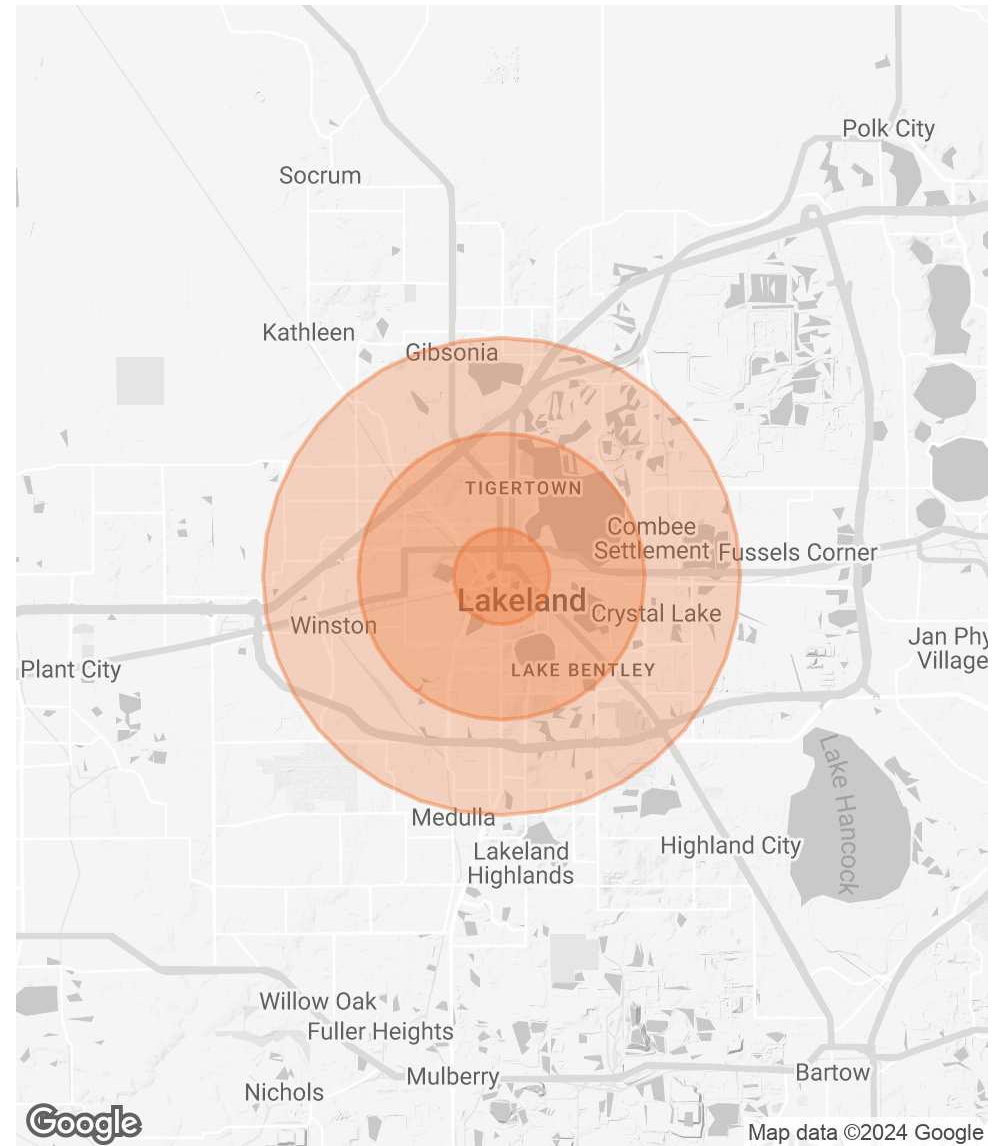 Polk City
Socrum
Kathleen
Gibsonia
TIGERTOWN
Combee
Settlement
Fussels Corner
Lakeland
Crystal Lake
Winston
Jan Phy
Village
Plant City
LAKE BENTLEY
Lake Hancock
Medulla
Highland City
Lakeland
Highlands
Willow Oak
Fuller Heights
Mulberry
Bartow
Nichols
Google
Map data ©2024 Google